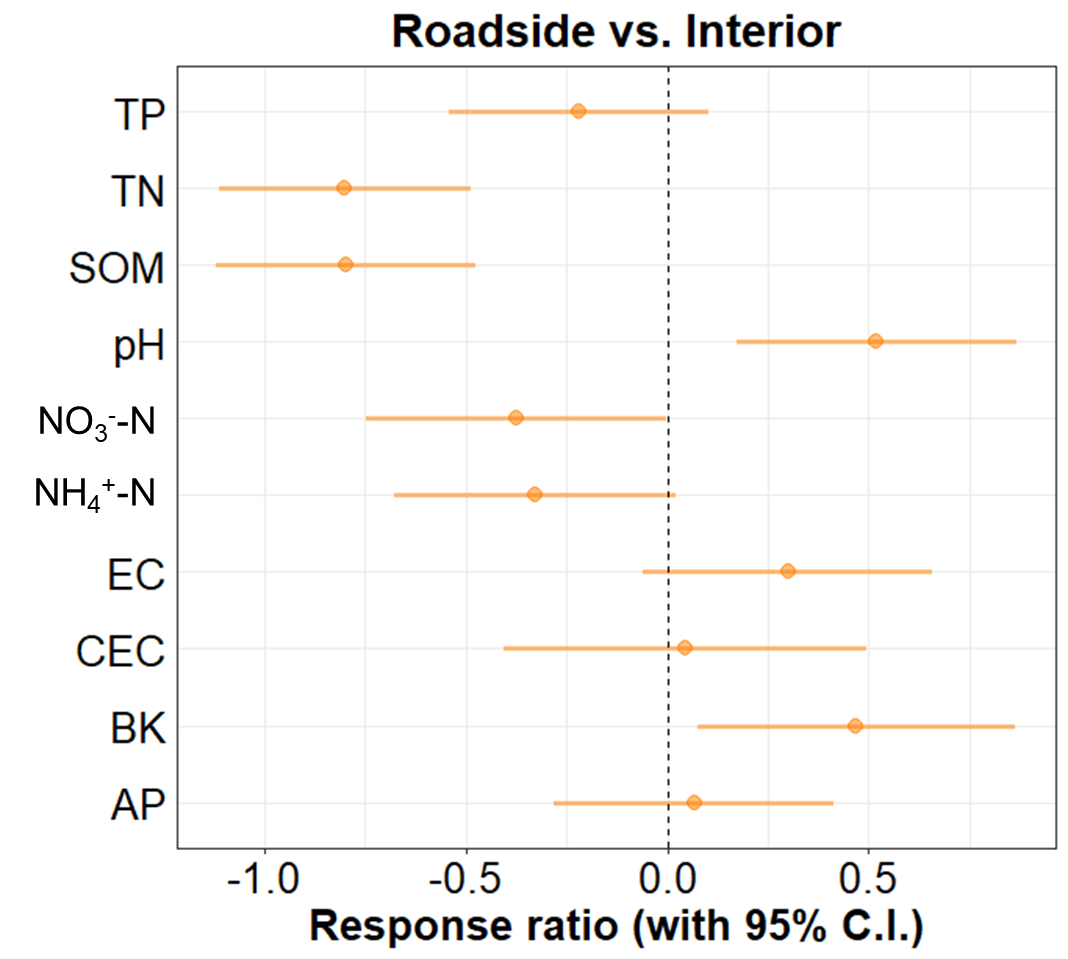 Roadside vs. Interior
TP
TN
SOM
pH
NO₃⁻-N
NH₄⁺-N
EC
CEC
BK
AP
-1.0 -0.5 0.0 0.5
Response ratio (with 95% C.I.)